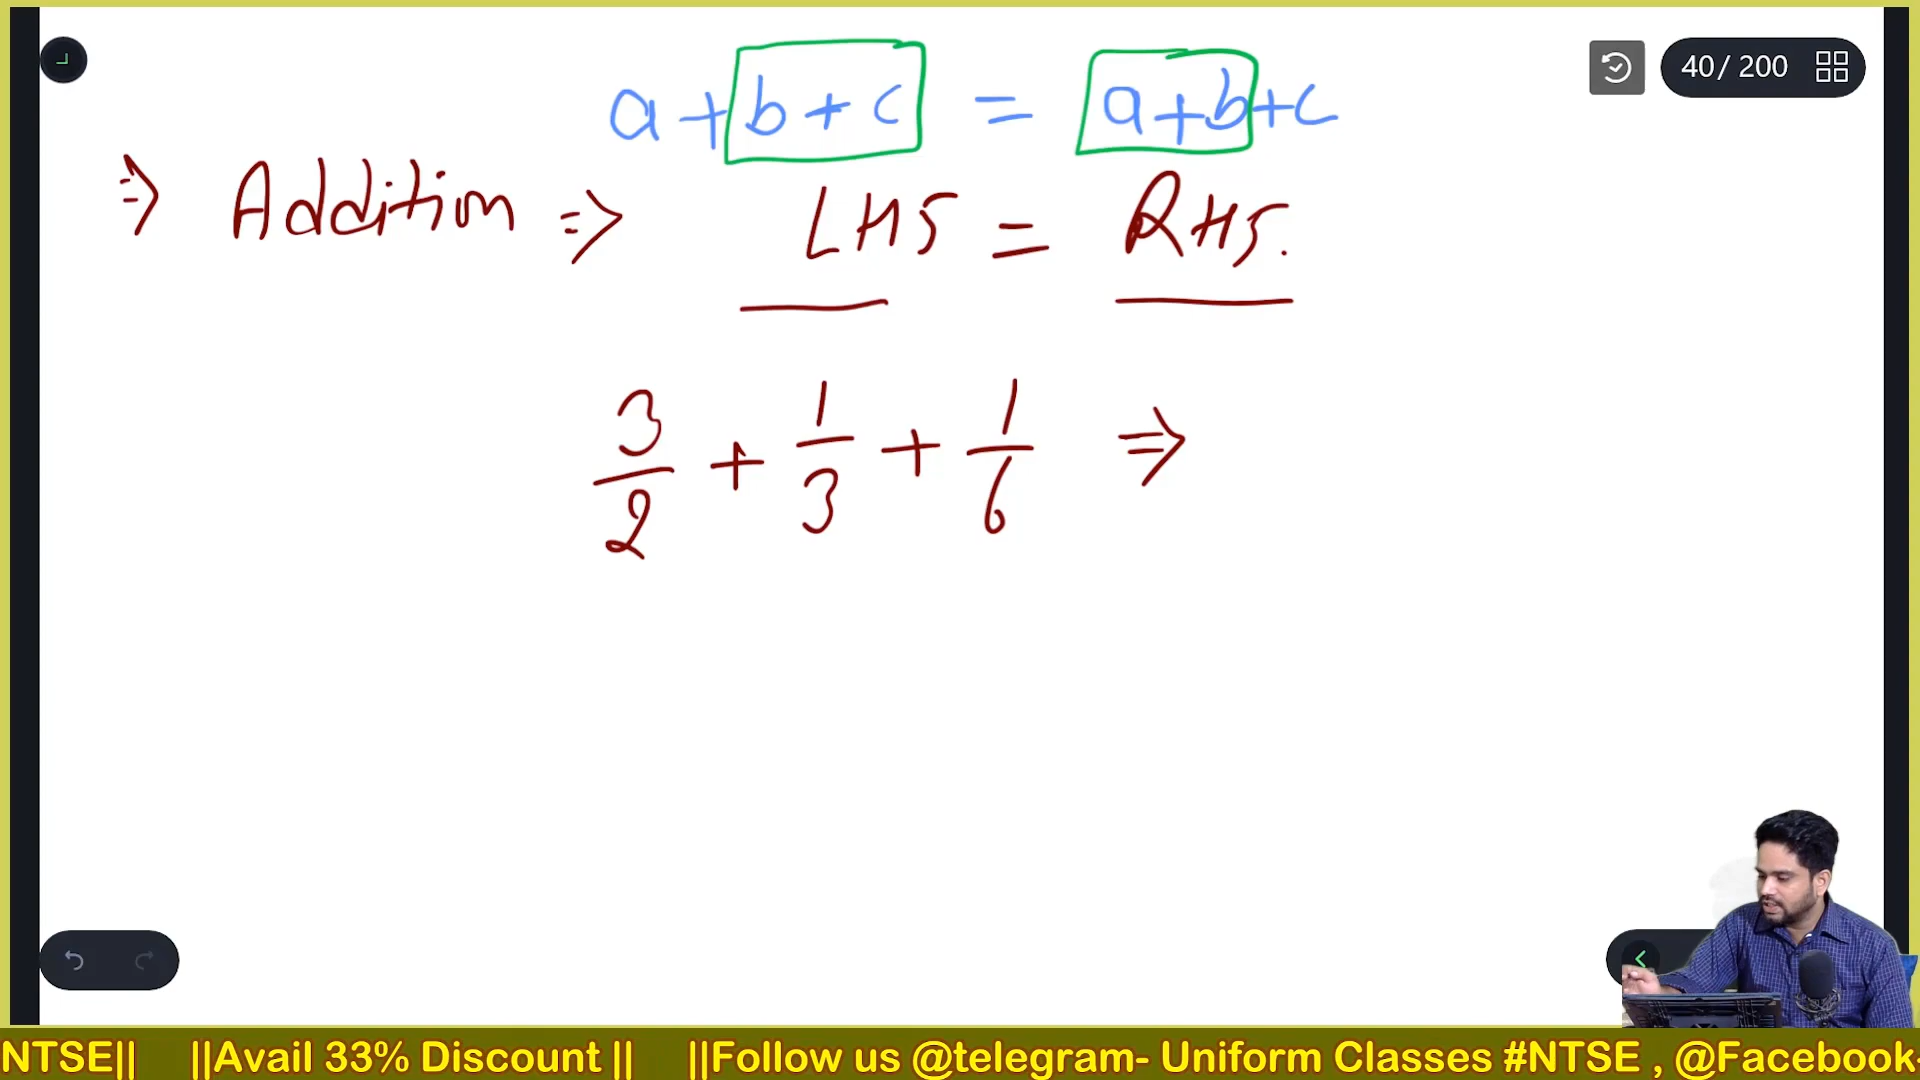 40/ 200
a + b + c = a + b + c
⇒ Addition ⇒ LHS = RHS.
3/2 + 1/3 + 1/6 ⇒
NTSE|| ||Avail 33% Discount || ||Follow us @telegram- Uniform Classes #NTSE , @Facebook-